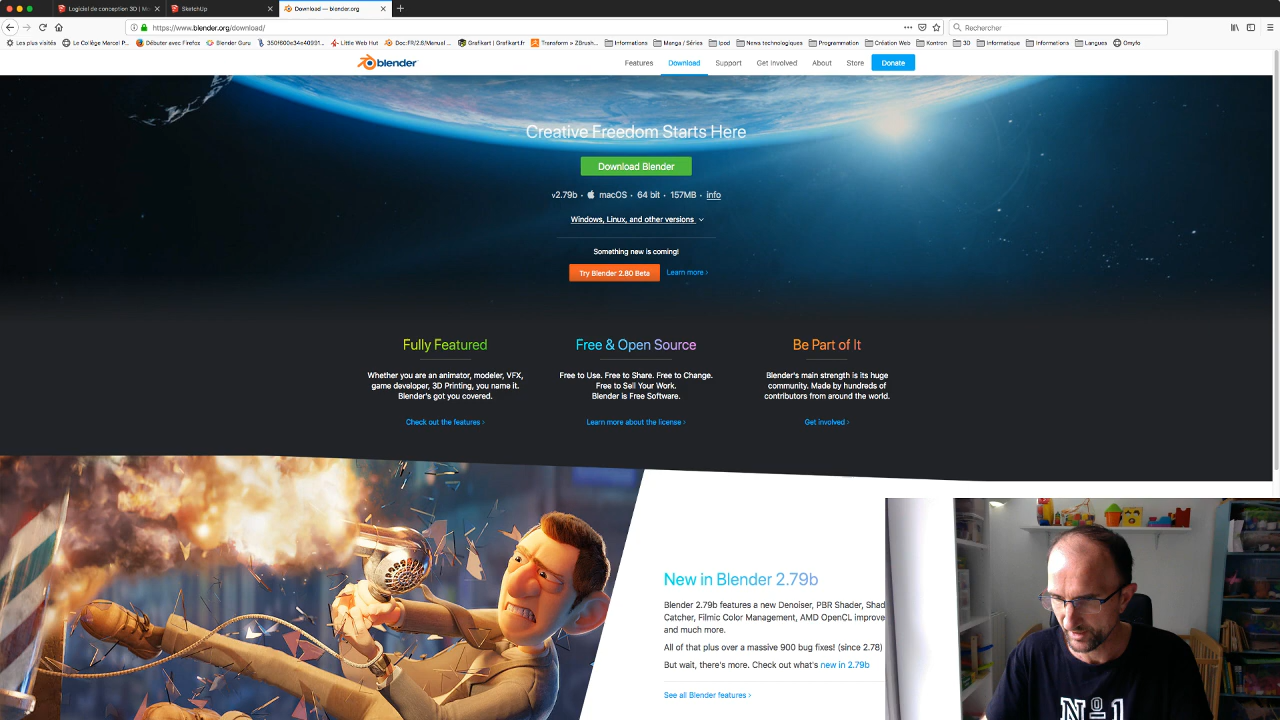 Logiciel de conception 3D | Mo
SketchUp
Download — blender.org
https://www.blender.org/download/
Rechercher
Les plus visités
Le Collège Marcel P...
Débuter avec Firefox
Blender Guru
Little Web Hut
Doc:FR/2.6/Manuel ...
Grafikart | Grafikart.fr
Transform » ZBrush...
Informations
Manga / Séries
Ipod
News technologiques
Programmation
Création Web
Kontron
3D
Informatique
Informations
Langues
Omyfo
blender
Features
Download
Support
Get Involved
About
Store
Donate
Creative Freedom Starts Here
Download Blender
v2.79b · macOS · 64 bit · 157MB · info
Windows, Linux, and other versions
Something new is coming!
Try Blender 2.80 Beta
Learn more ›
Fully Featured
Whether you are an animator, modeler, VFX,
game developer, 3D Printing, you name it.
Blender's got you covered.
Check out the features ›
Free & Open Source
Free to Use. Free to Share. Free to Change.
Free to Sell Your Work.
Blender is Free Software.
Learn more about the license ›
Be Part of It
Blender's main strength is its huge
community. Made by hundreds of
contributors from around the world.
Get involved ›
New in Blender 2.79b
Blender 2.79b features a new Denoiser, PBR Shader, Shad
Catcher, Filmic Color Management, AMD OpenCL improve
and much more.
All of that plus over a massive 900 bug fixes! (since 2.78)
But wait, there's more. Check out what's new in 2.79b
See all Blender features ›
Nº1